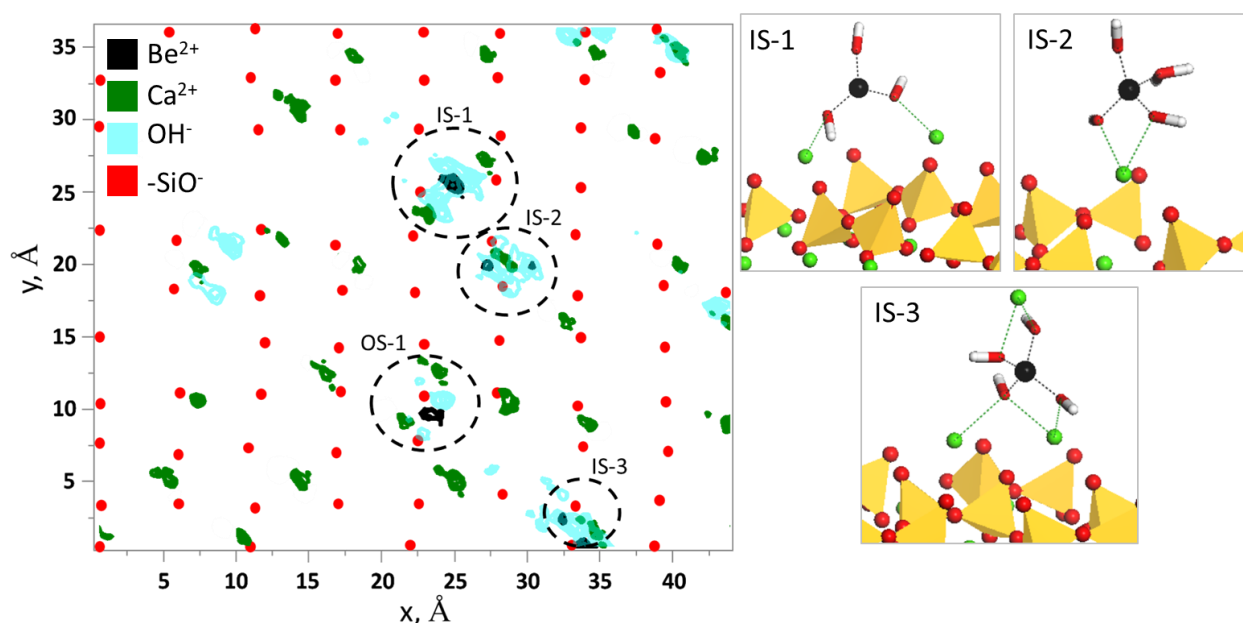 Be²⁺
Ca²⁺
OH⁻
-SiO⁻
IS-1
IS-2
OS-1
IS-3
35
30
25
20
15
10
5
y, Å
5 10 15 20 25 30 35 40
x, Å
IS-1
IS-2
IS-3